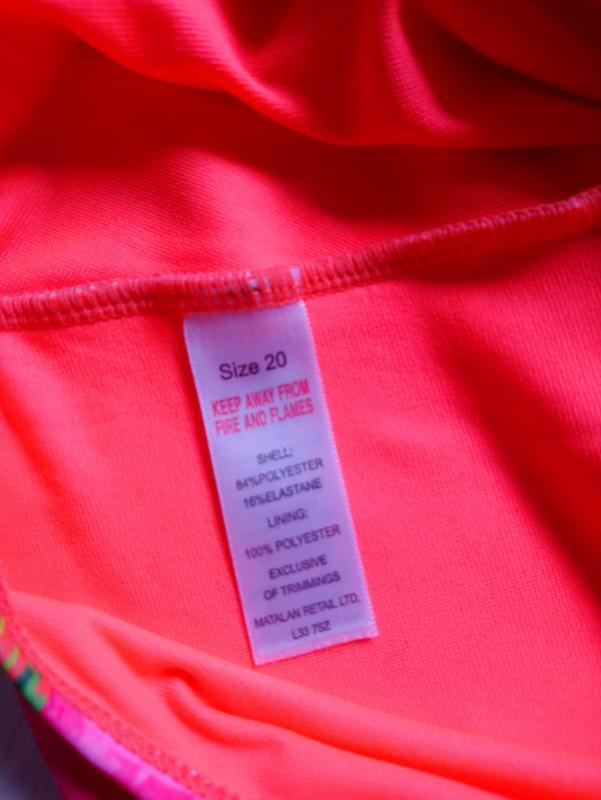 Size 20
KEEP AWAY FROM
FIRE AND FLAMES
SHELL:
84%POLYESTER
16%ELASTANE
LINING:
100% POLYESTER
EXCLUSIVE
OF TRIMMINGS
MATALAN RETAIL LTD,
L33 7SZ